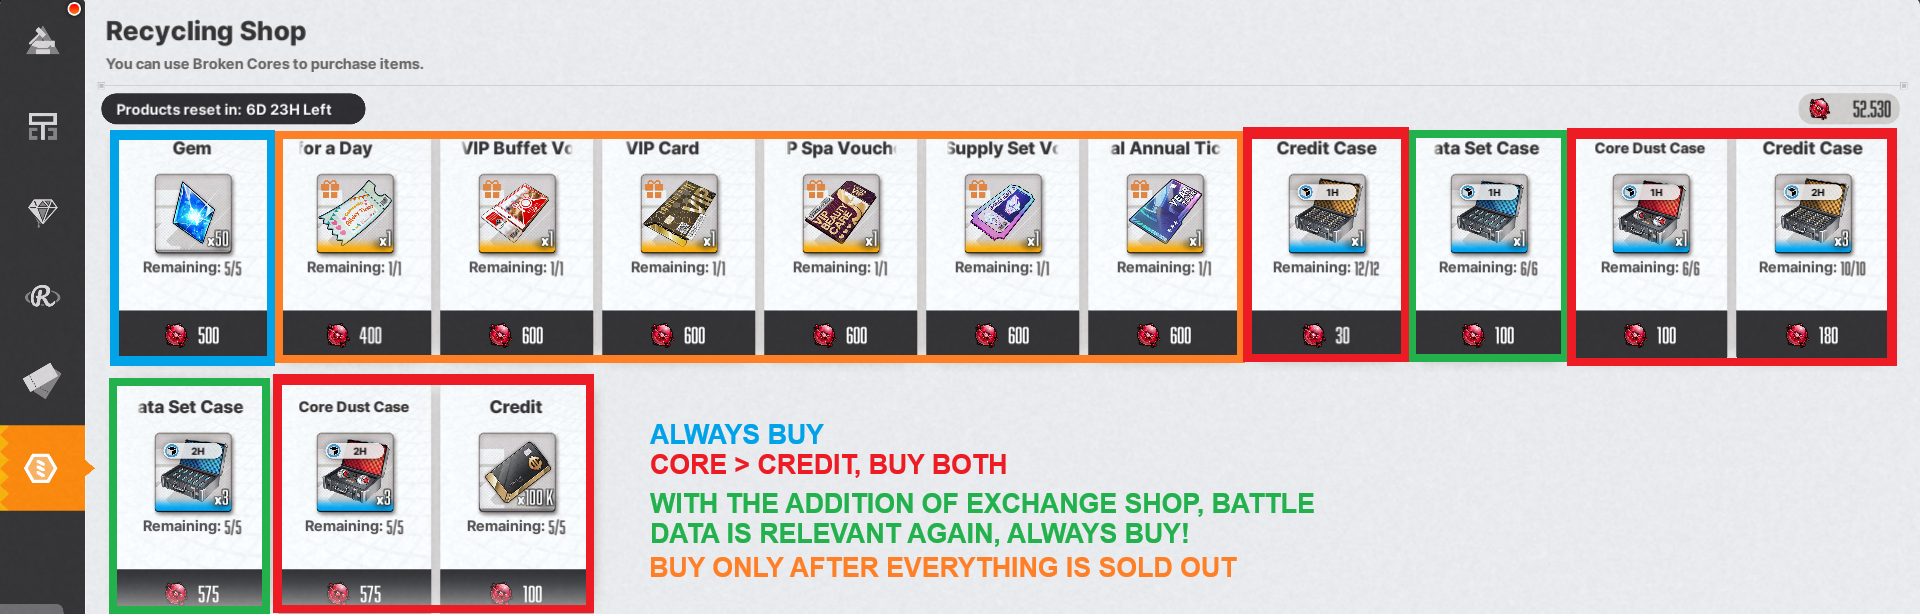 Recycling Shop
You can use Broken Cores to purchase items.
Products reset in: 6D 23H Left
52.530
Gem
x50
Remaining: 5/5
500
for a Day
x1
Remaining: 1/1
400
VIP Buffet Vo
x1
Remaining: 1/1
600
VIP Card
x1
Remaining: 1/1
600
P Spa Vouch
x1
Remaining: 1/1
600
Supply Set Vo
x1
Remaining: 1/1
600
al Annual Tic
x1
Remaining: 1/1
600
Credit Case
1H
x1
Remaining: 12/12
30
ata Set Case
1H
x1
Remaining: 6/6
100
Core Dust Case
1H
x1
Remaining: 6/6
100
Credit Case
2H
x3
Remaining: 10/10
180
ata Set Case
2H
x3
Remaining: 5/5
575
Core Dust Case
2H
x3
Remaining: 5/5
575
Credit
x100 K
Remaining: 5/5
100
ALWAYS BUY
CORE > CREDIT, BUY BOTH
WITH THE ADDITION OF EXCHANGE SHOP, BATTLE
DATA IS RELEVANT AGAIN, ALWAYS BUY!
BUY ONLY AFTER EVERYTHING IS SOLD OUT